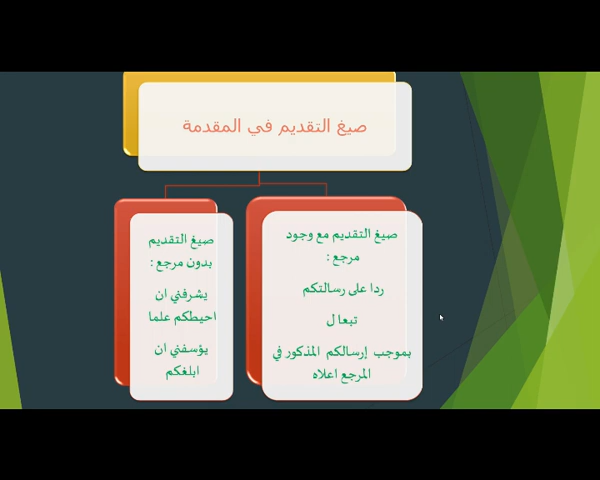 صيغ التقديم في المقدمة
صيغ التقديم مع وجود
مرجع :
ردا على رسالتكم
تبعا ل
بموجب إرسالكم المذكور في
المرجع اعلاه
صيغ التقديم
بدون مرجع :
يشرفني ان
احيطكم علما
يؤسفني ان
ابلغكم